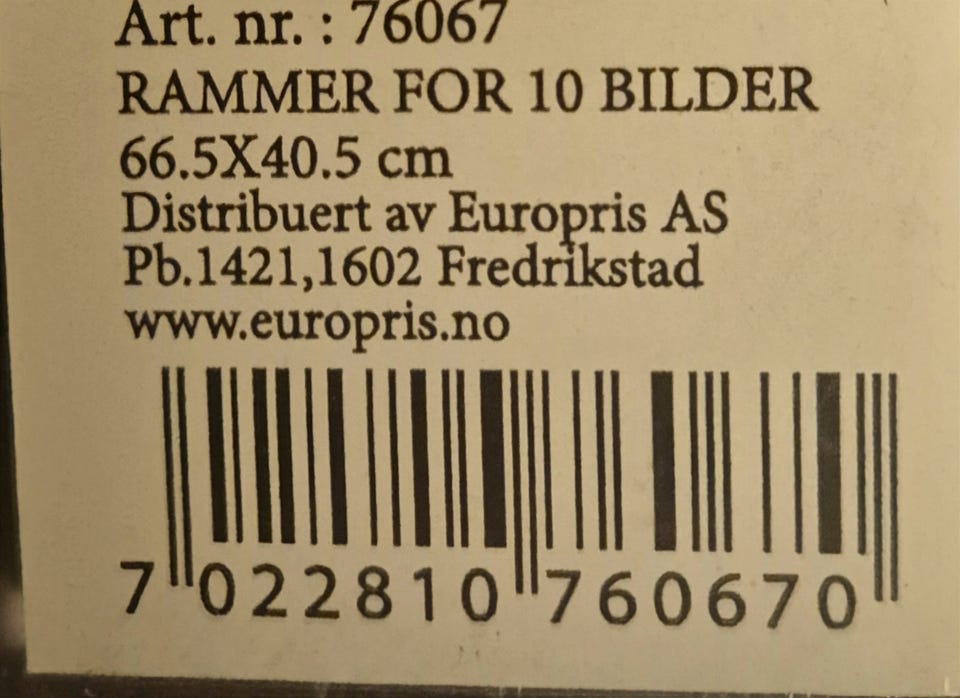 Art. nr. : 76067
RAMMER FOR 10 BILDER
66.5X40.5 cm
Distribuert av Europris AS
Pb.1421,1602 Fredrikstad
www.europris.no
7 022810 760670